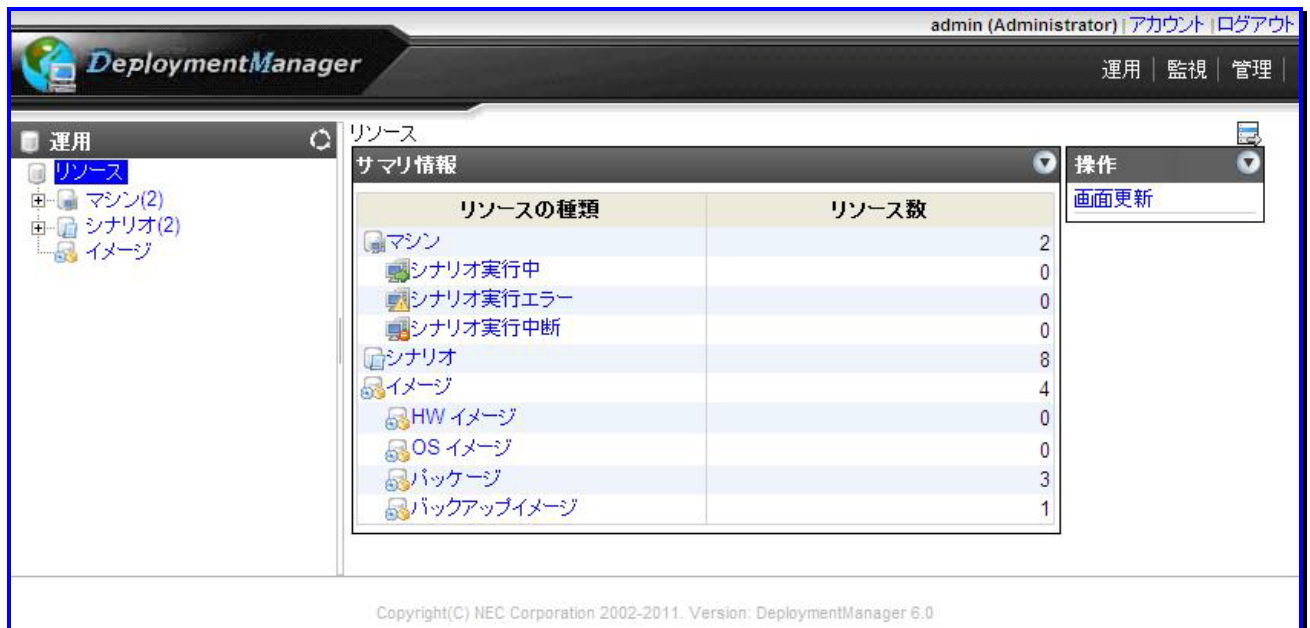 admin (Administrator) | アカウント | ログアウト
DeploymentManager
運用 | 監視 | 管理 |
運用
リソース
マシン(2)
シナリオ(2)
イメージ
リソース
サマリ情報
リソースの種類 リソース数
マシン 2
シナリオ実行中 0
シナリオ実行エラー 0
シナリオ実行中断 0
シナリオ 8
イメージ 4
HW イメージ 0
OS イメージ 0
パッケージ 3
バックアップイメージ 1
操作
画面更新
Copyright(C) NEC Corporation 2002-2011. Version: DeploymentManager 6.0